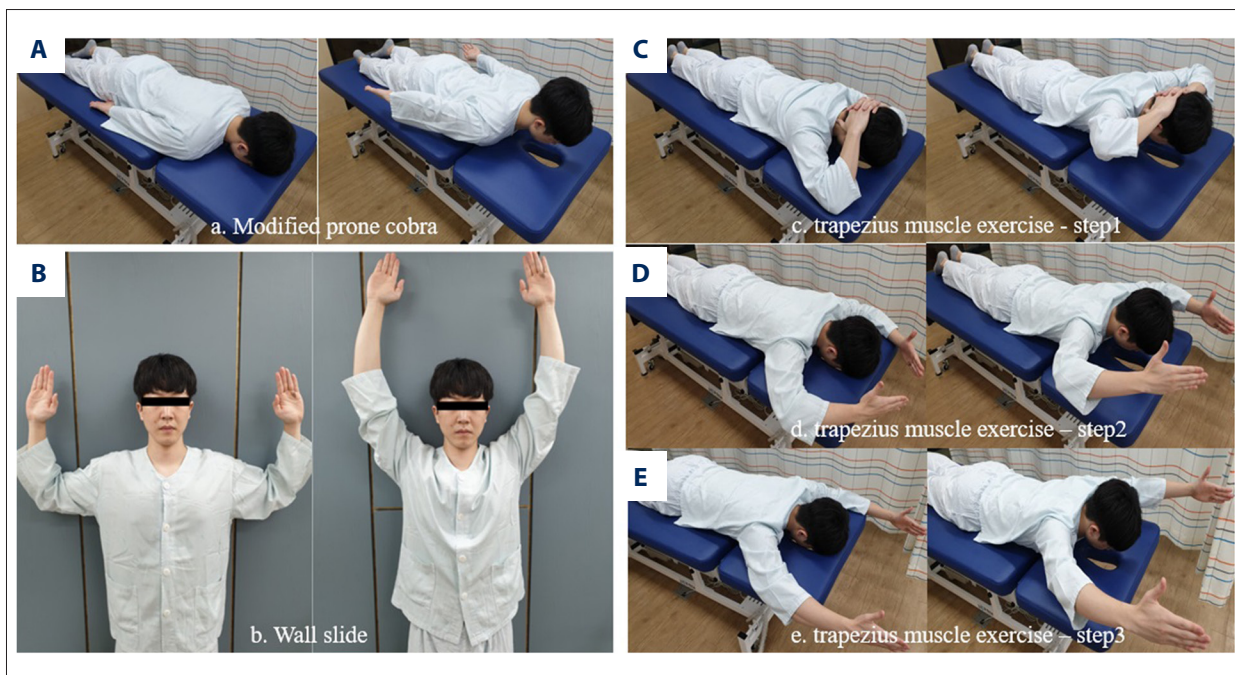 A
a. Modified prone cobra
B
b. Wall slide
C
c. trapezius muscle exercise - step1
D
d. trapezius muscle exercise – step2
E
e. trapezius muscle exercise – step3